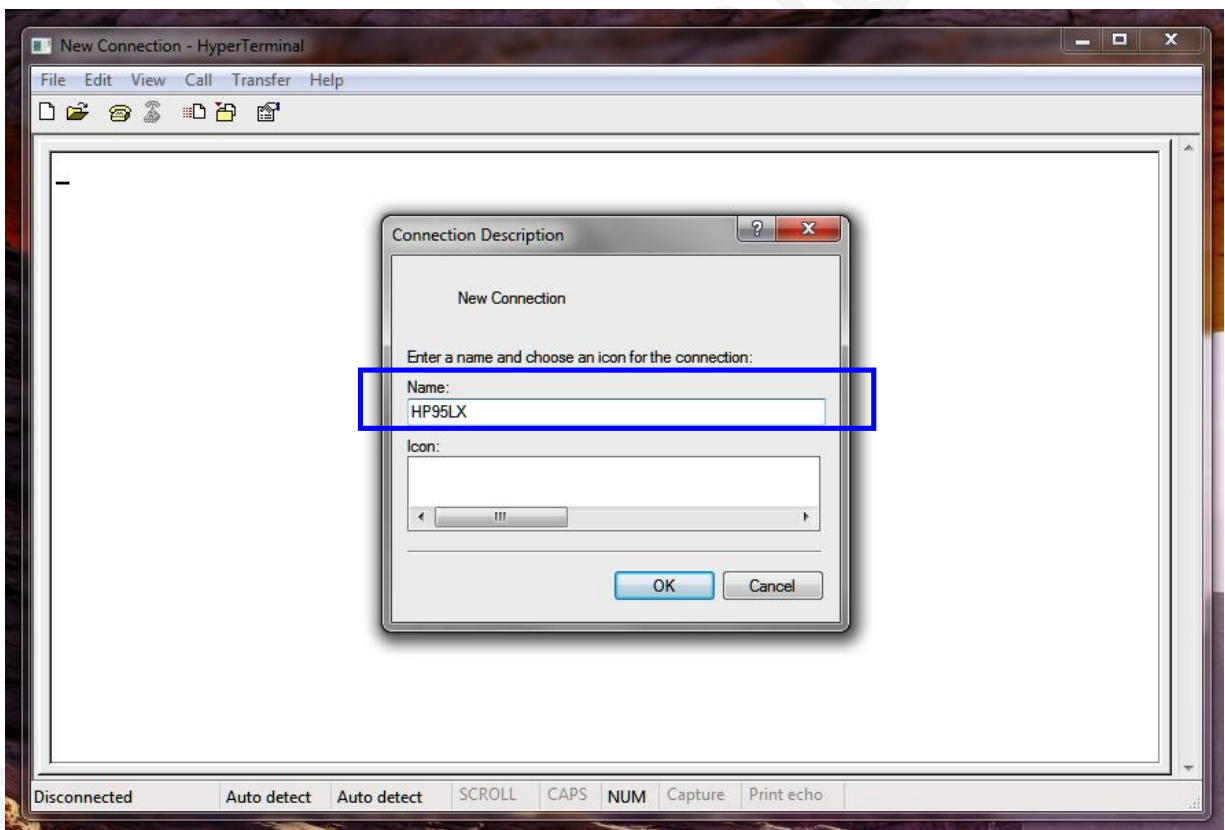 New Connection - HyperTerminal
File Edit View Call Transfer Help
Connection Description
New Connection
Enter a name and choose an icon for the connection:
Name:
HP95LX
Icon:
OK Cancel
Disconnected Auto detect Auto detect SCROLL CAPS NUM Capture Print echo